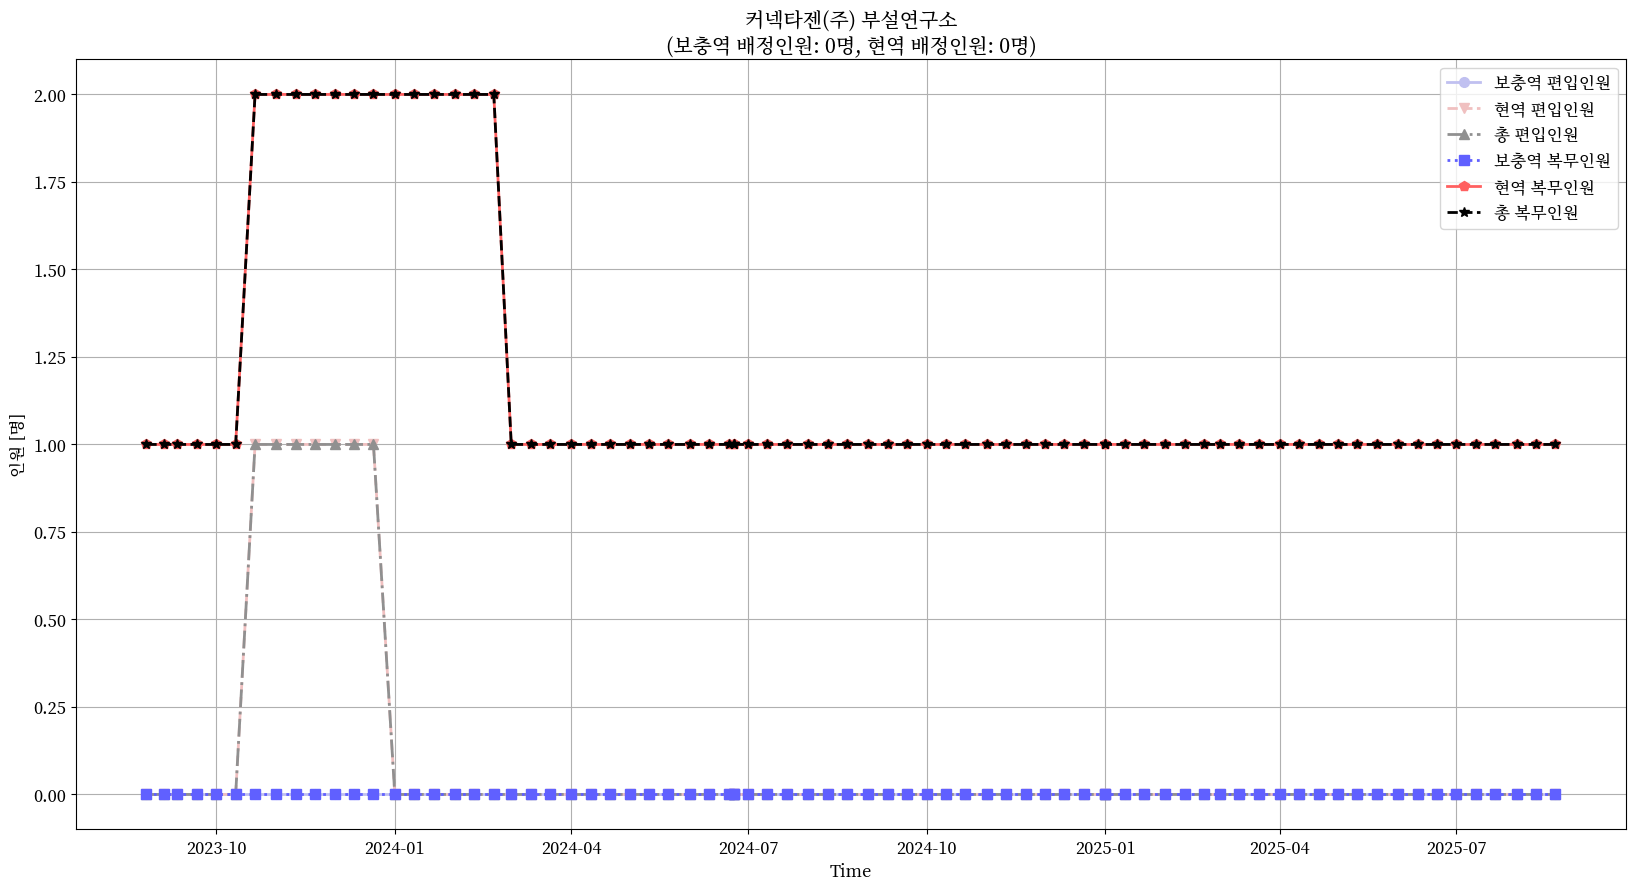 커넥타젠(주) 부설연구소
(보충역 배정인원: 0명, 현역 배정인원: 0명)
보충역 편입인원
현역 편입인원
총 편입인원
보충역 복무인원
현역 복무인원
총 복무인원
인원 [명]
2.00
1.75
1.50
1.25
1.00
0.75
0.50
0.25
0.00
2023-10
2024-01
2024-04
2024-07
2024-10
2025-01
2025-04
2025-07
Time